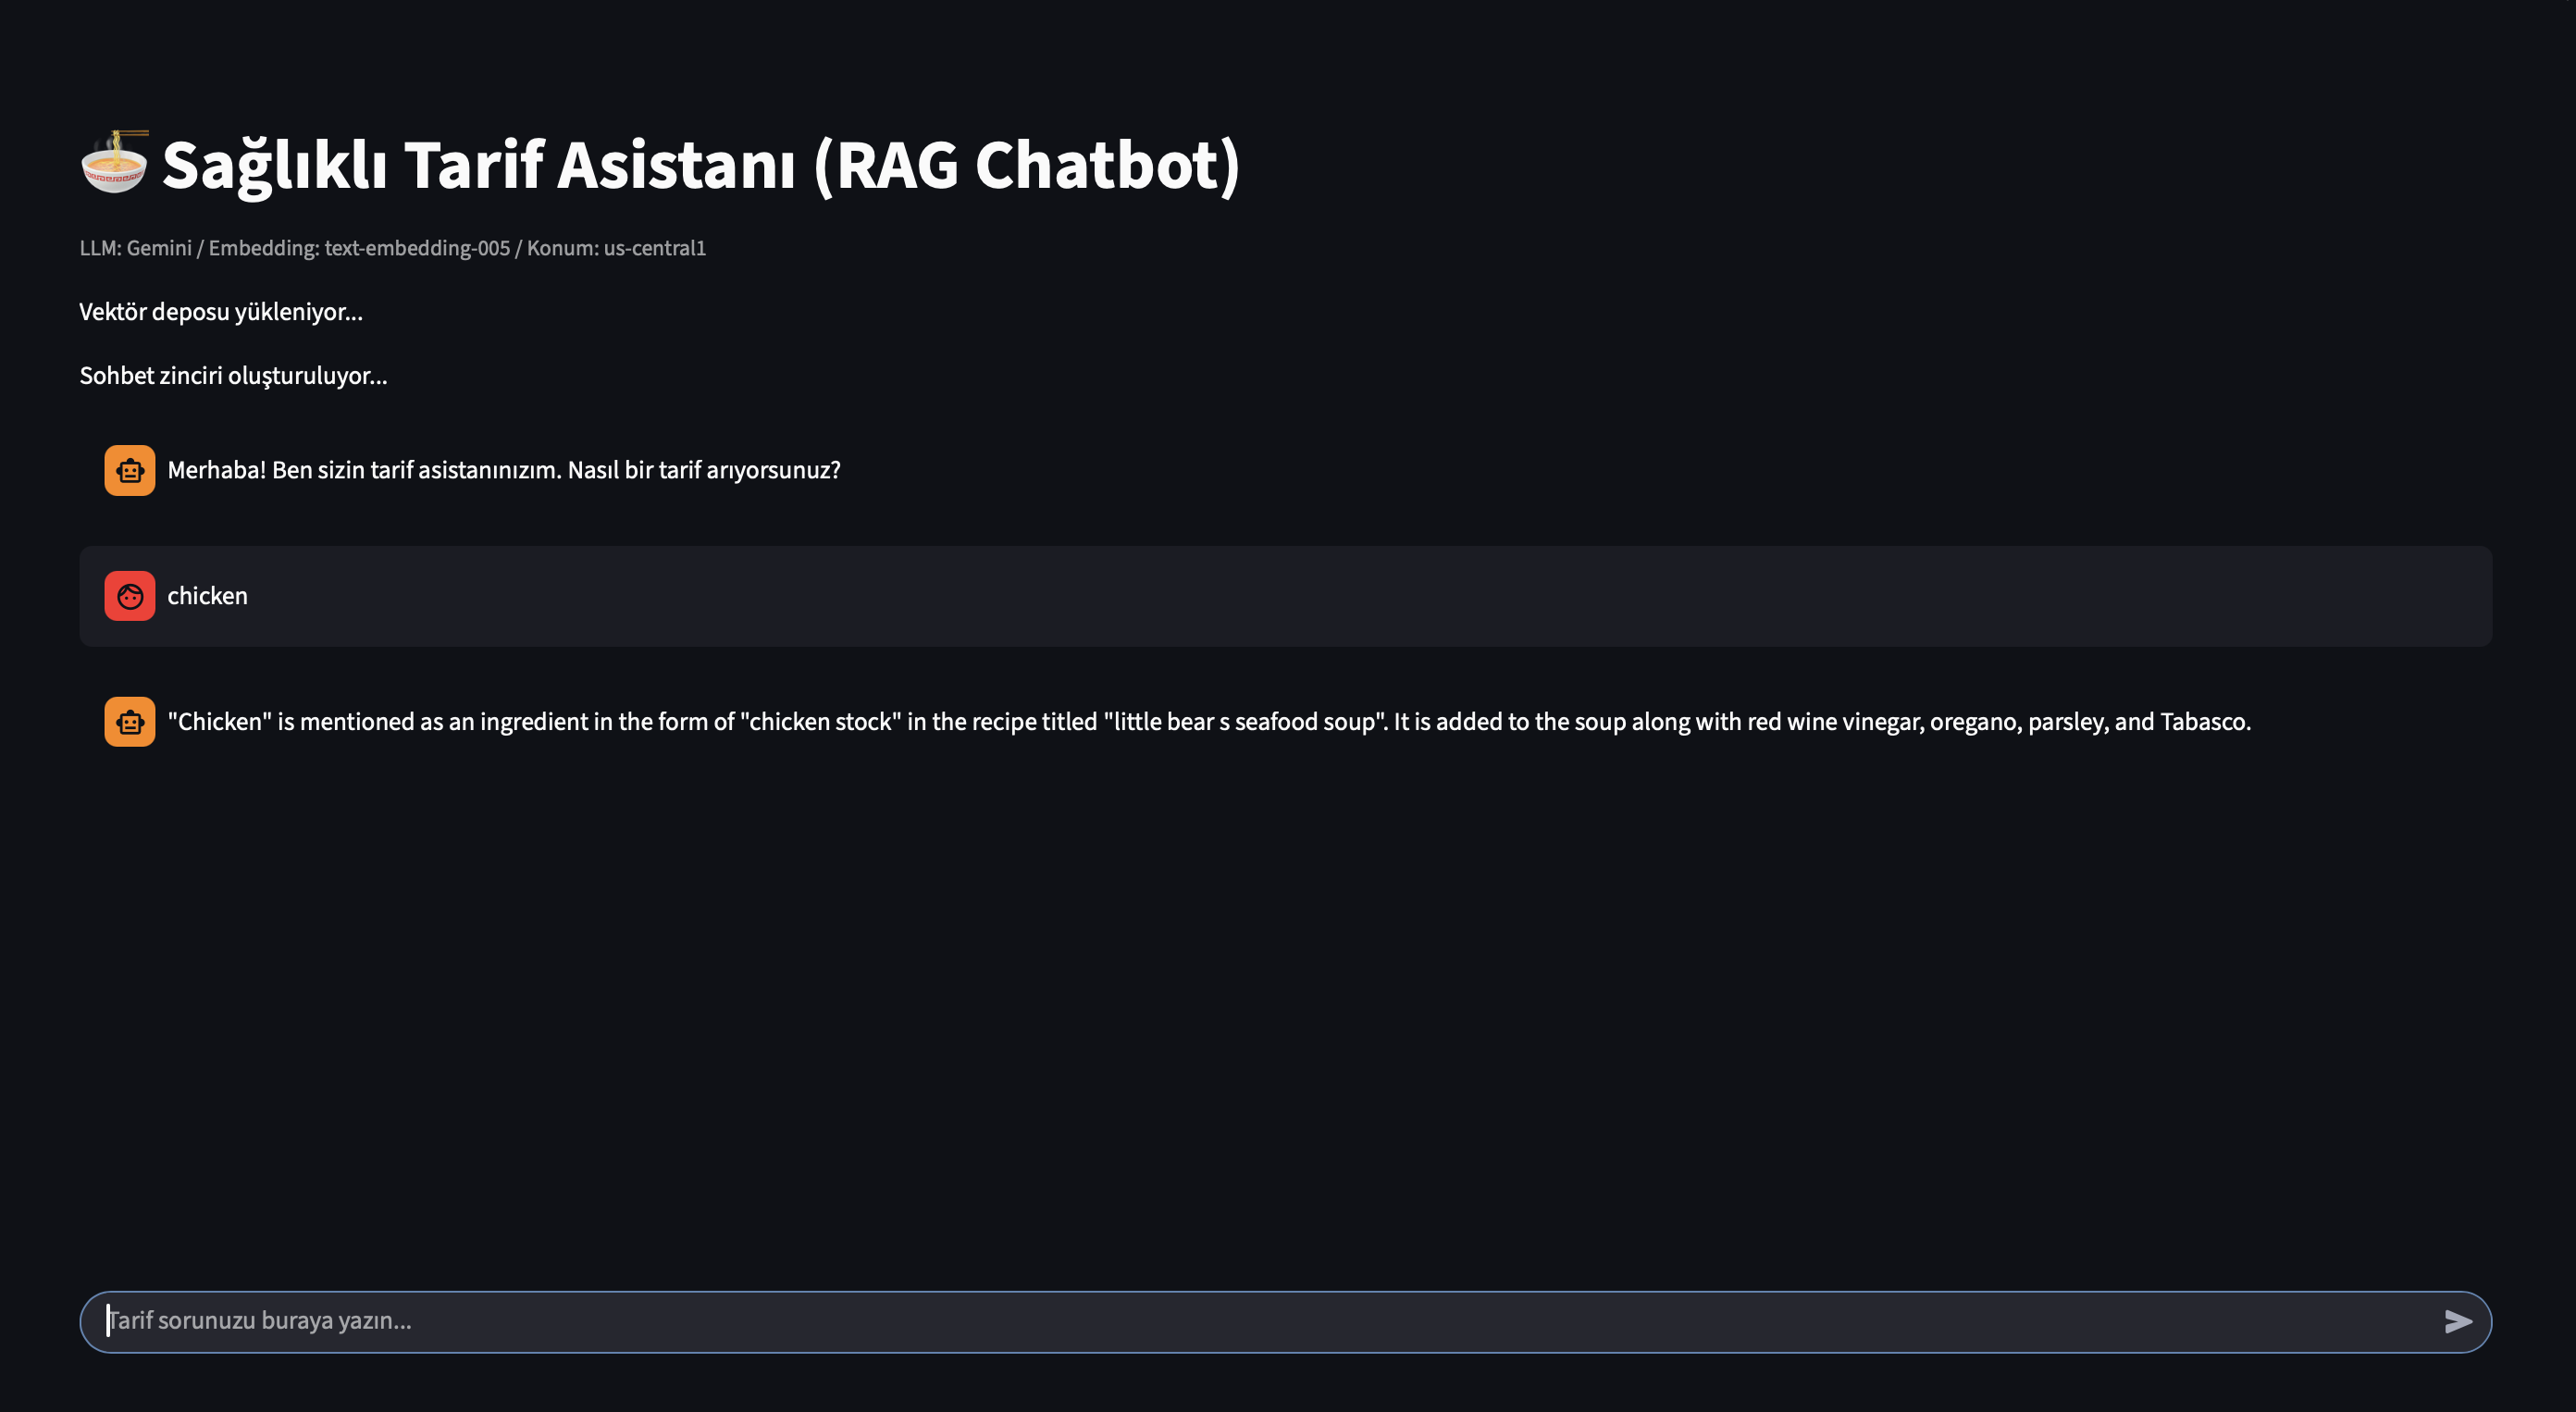 Sağlıklı Tarif Asistanı (RAG Chatbot)
LLM: Gemini / Embedding: text-embedding-005 / Konum: us-central1
Vektör deposu yükleniyor...
Sohbet zinciri oluşturuluyor...
Merhaba! Ben sizin tarif asistanınızım. Nasıl bir tarif arıyorsunuz?
chicken
"Chicken" is mentioned as an ingredient in the form of "chicken stock" in the recipe titled "little bear s seafood soup". It is added to the soup along with red wine vinegar, oregano, parsley, and Tabasco.
Tarif sorunuzu buraya yazın...